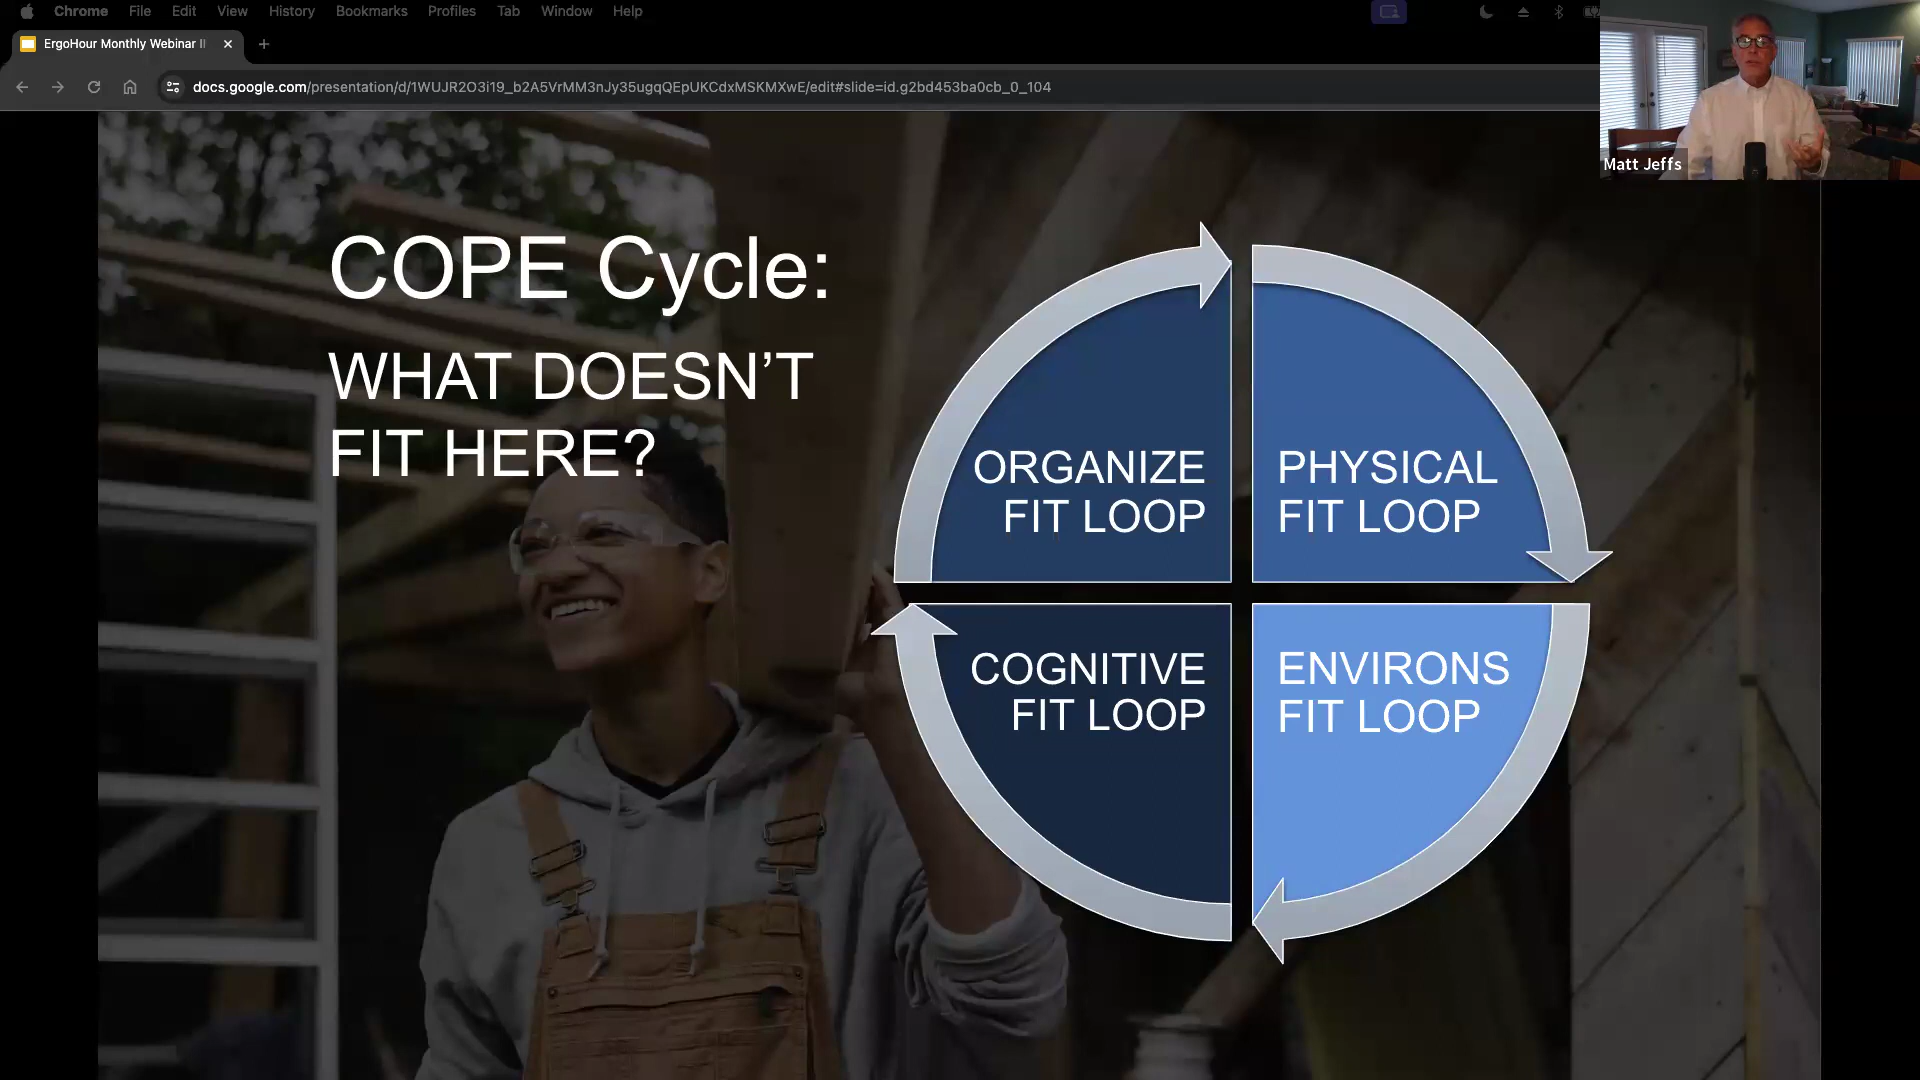 Chrome File Edit View History Bookmarks Profiles Tab Window Help
ErgoHour Monthly Webinar II
docs.google.com/presentation/d/1WUJR2O3i19_b2A5VrMM3nJy35ugqQEpUKCdxMSKMXwE/edit#slide=id.g2bd453ba0cb_0_104
Matt Jeffs
COPE Cycle:
WHAT DOESN’T
FIT HERE?
ORGANIZE
FIT LOOP
PHYSICAL
FIT LOOP
COGNITIVE
FIT LOOP
ENVIRONS
FIT LOOP